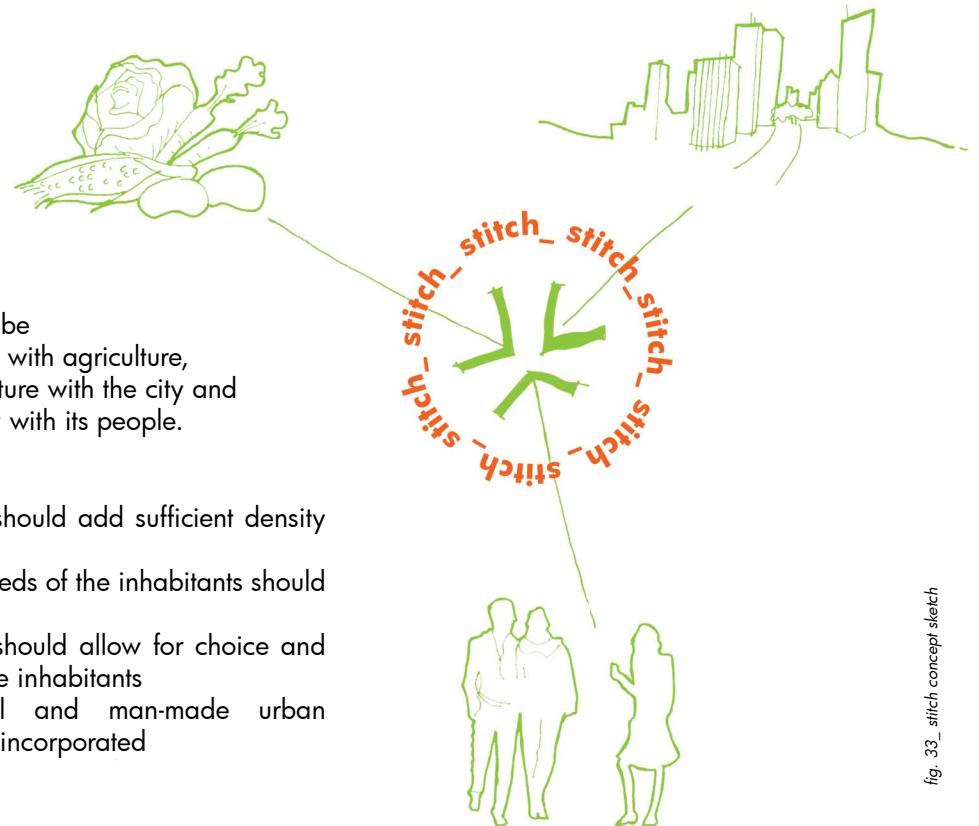 be
with agriculture,
ture with the city and
with its people.
should add sufficient density
eds of the inhabitants should
should allow for choice and
e inhabitants
l and man-made urban
incorporated
stitch_ stitch_ stitch_ stitch_ stitch_ stitch_ stitch_
fig. 33_ stitch concept sketch